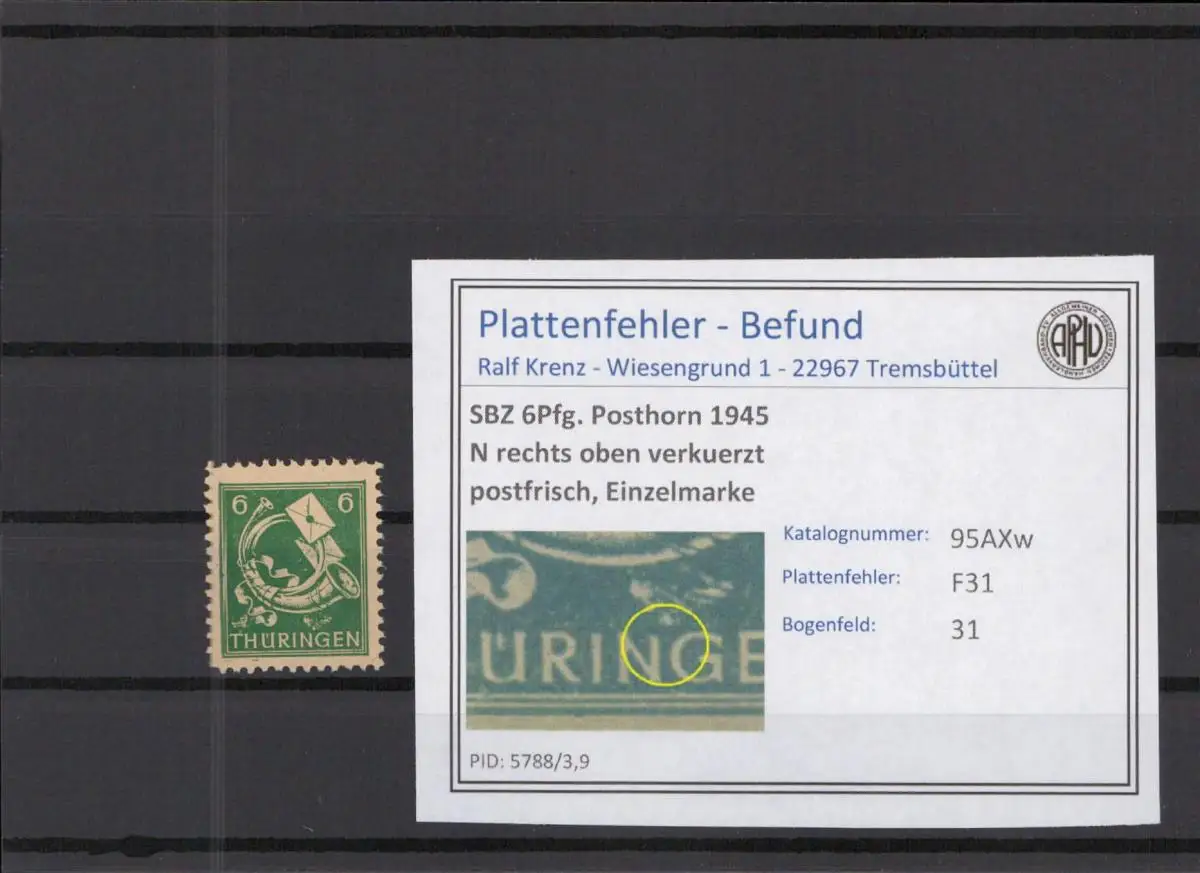 6 6
THÜRINGEN
Plattenfehler - Befund
Ralf Krenz - Wiesengrund 1 - 22967 Tremsbüttel
APHV
SBZ 6Pfg. Posthorn 1945
N rechts oben verkuerzt
postfrisch, Einzelmarke
ÜRINGE
Katalognummer: 95AXw
Plattenfehler: F31
Bogenfeld: 31
PID: 5788/3,9